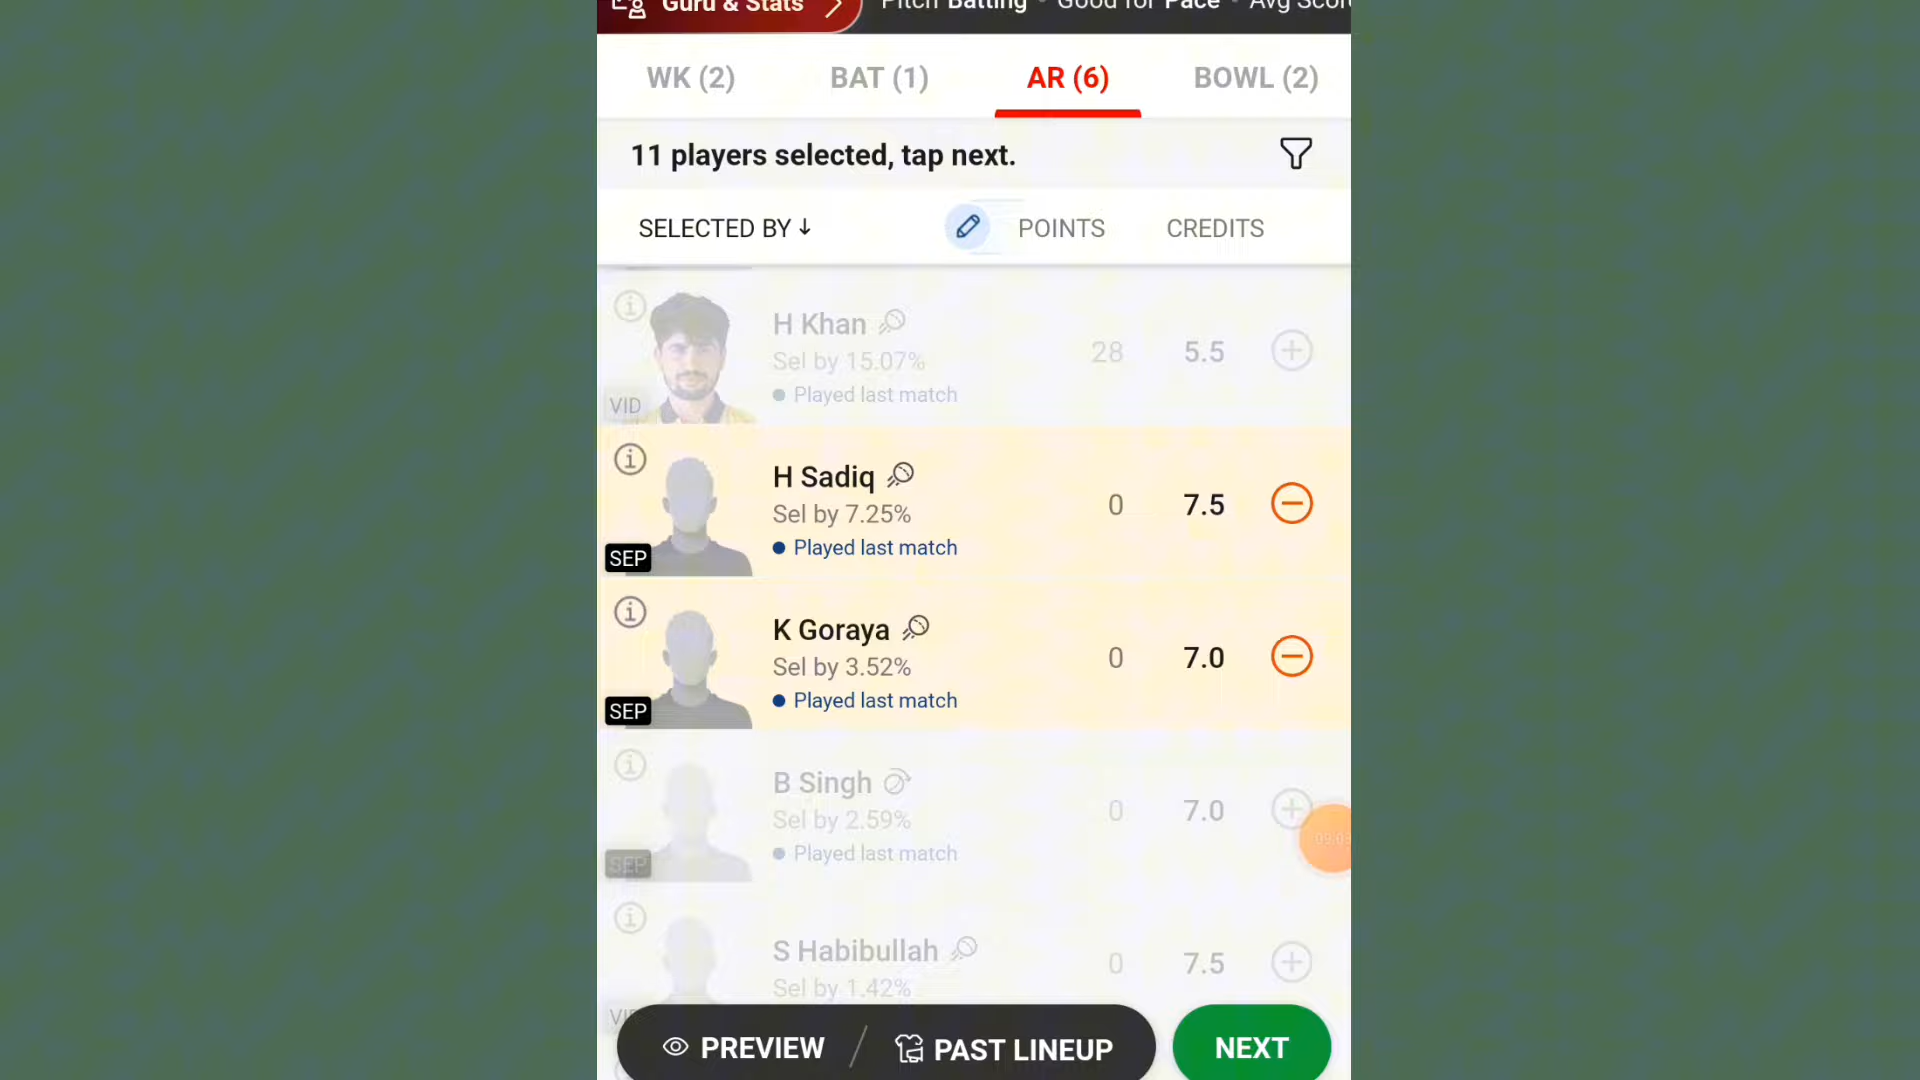 Guru & Stats Pitch Batting · Good for Pace · Avg Score
WK (2) BAT (1) AR (6) BOWL (2)
11 players selected, tap next.
SELECTED BY ↓ POINTS CREDITS
H Khan 28 5.5
Sel by 15.07%
Played last match
VID
H Sadiq 0 7.5
Sel by 7.25%
Played last match
SEP
K Goraya 0 7.0
Sel by 3.52%
Played last match
SEP
B Singh 0 7.0
Sel by 2.59%
Played last match
SEP
S Habibullah 0 7.5
Sel by 1.42%
PREVIEW / PAST LINEUP NEXT